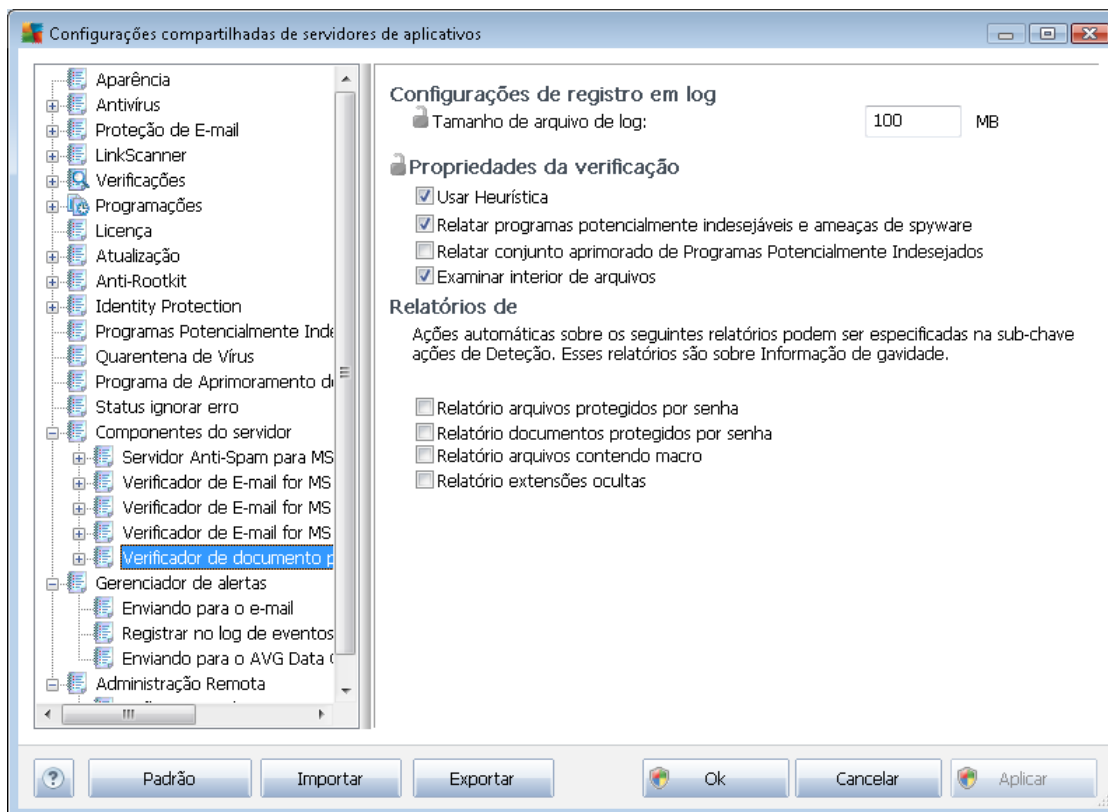 Configurações compartilhadas de servidores de aplicativos
Aparência
Antivírus
Proteção de E-mail
LinkScanner
Verificações
Programações
Licença
Atualização
Anti-Rootkit
Identity Protection
Programas Potencialmente Inde
Quarentena de Vírus
Programa de Aprimoramento d
Status ignorar erro
Componentes do servidor
Servidor Anti-Spam para MS
Verificador de E-mail for MS
Verificador de E-mail for MS
Verificador de E-mail for MS
Verificador de documento p
Gerenciador de alertas
Enviando para o e-mail
Registrar no log de eventos
Enviando para o AVG Data
Administração Remota
Configurações de registro em log
Tamanho de arquivo de log:
100
MB
Propriedades da verificação
Usar Heurística
Relatar programas potencialmente indesejáveis e ameaças de spyware
Relatar conjunto aprimorado de Programas Potencialmente Indesejados
Examinar interior de arquivos
Relatórios de
Ações automáticas sobre os seguintes relatórios podem ser especificadas na sub-chave
ações de Deteção. Esses relatórios são sobre Informação de gavidade.
Relatório arquivos protegidos por senha
Relatório documentos protegidos por senha
Relatório arquivos contendo macro
Relatório extensões ocultas
?
Padrão
Importar
Exportar
Ok
Cancelar
Aplicar